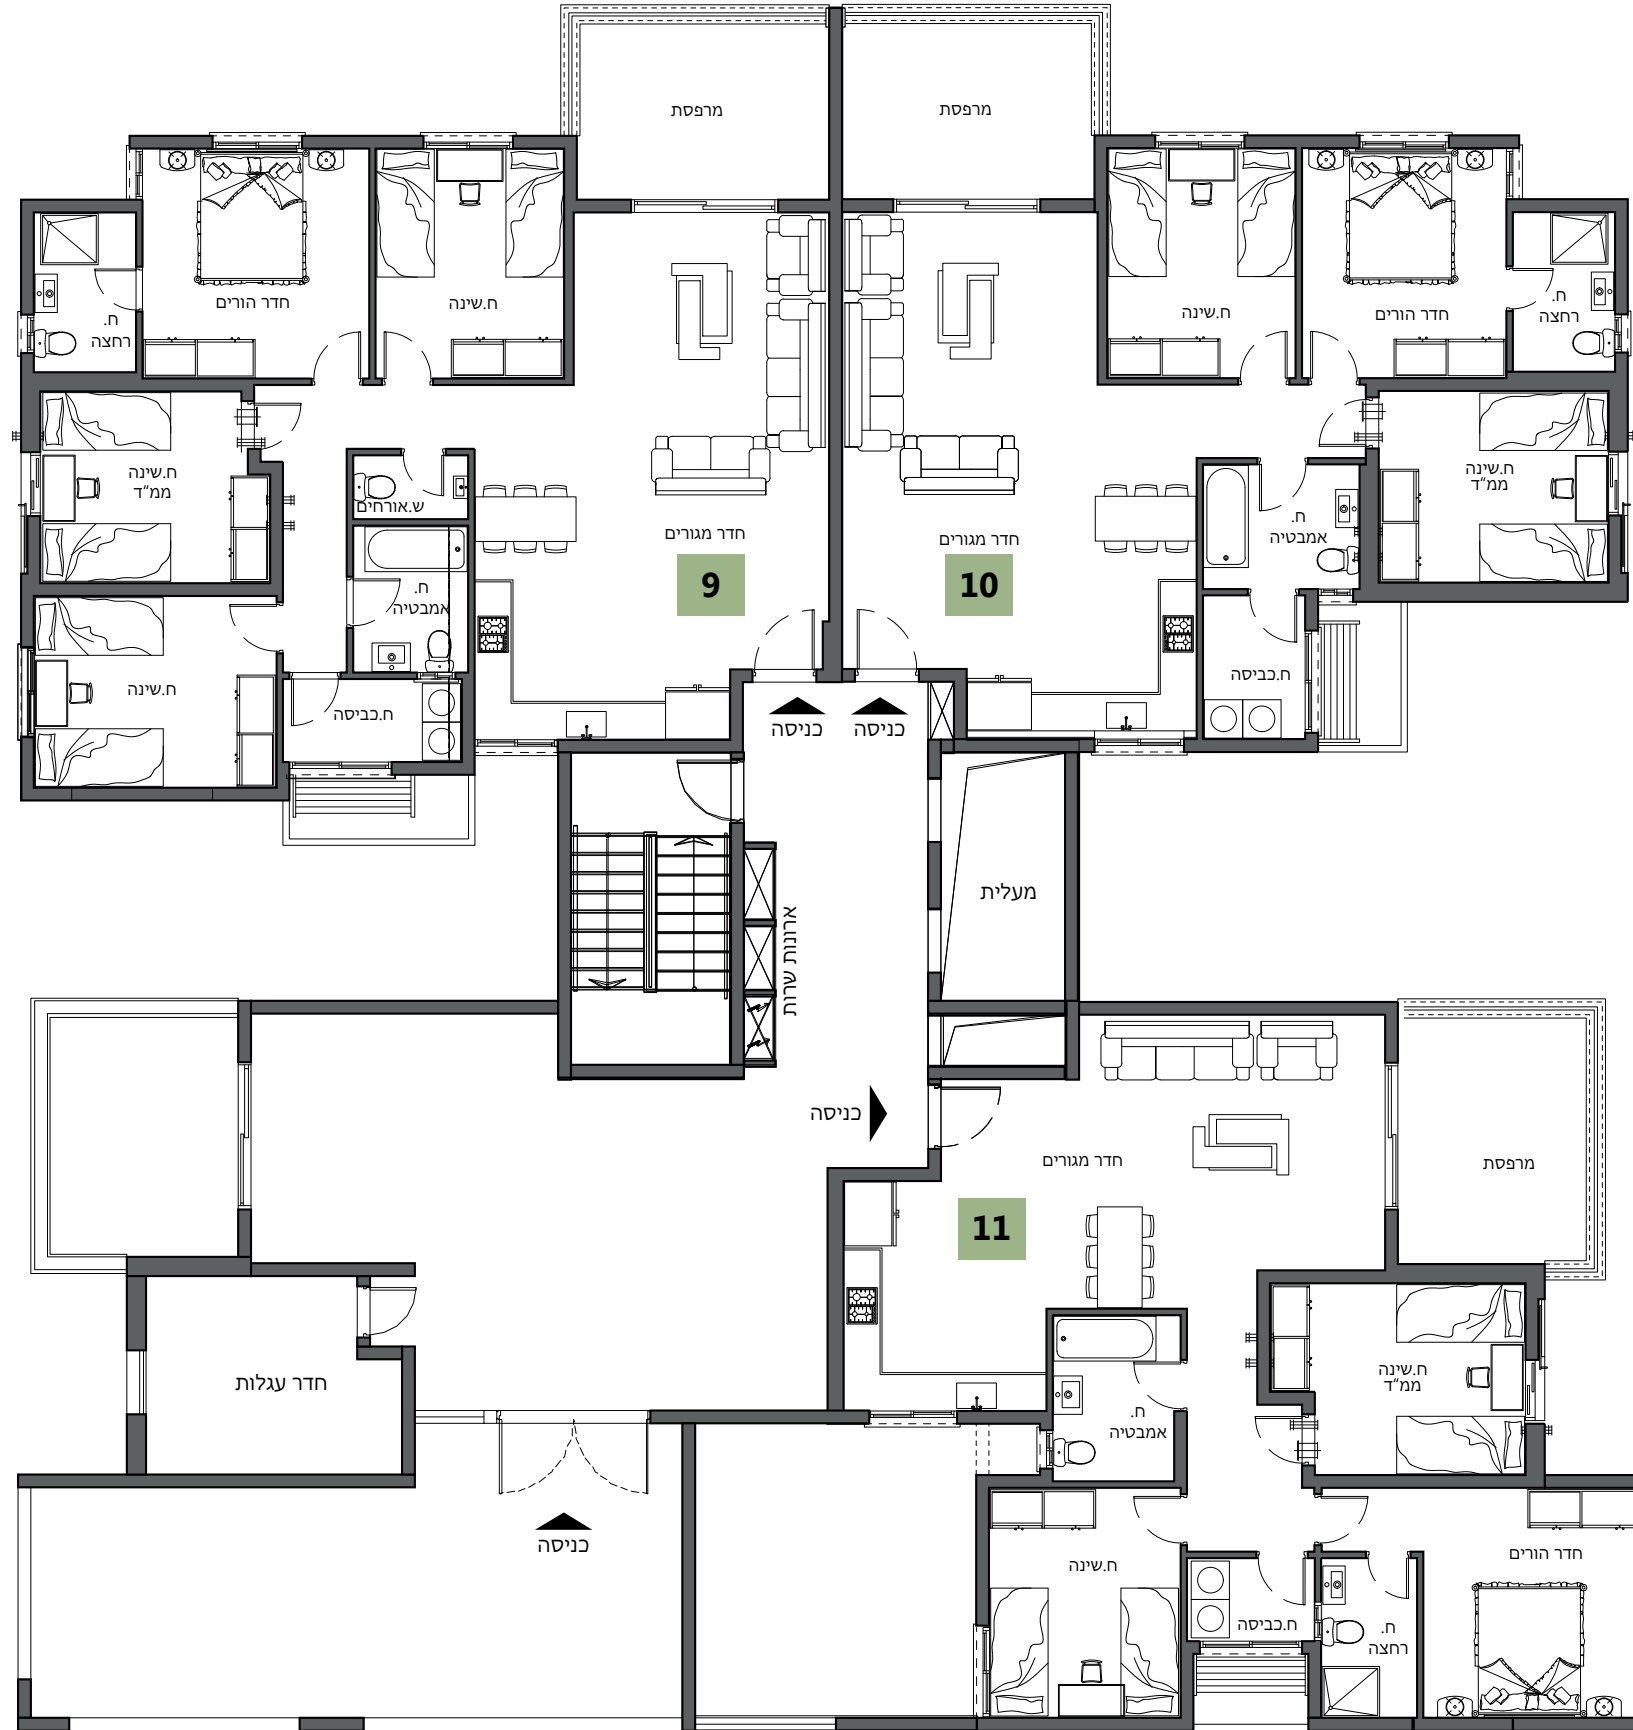 מרפסת
מרפסת
חדר הורים
ח.שינה
ח.
רחצה
ח.שינה
חדר הורים
ח.
רחצה
ח.שינה
ממ"ד
ש.אורחים
חדר מגורים
9
חדר מגורים
10
ח.
אמבטיה
ח.שינה
ממ"ד
ח.
אמבטיה
ח.שינה
ח.כביסה
ח.כביסה
כניסה
כניסה
ארונות שרות
מעלית
כניסה
חדר מגורים
11
מרפסת
חדר עגלות
ח.שינה
ממ"ד
ח.
אמבטיה
כניסה
ח.שינה
ח.כביסה
ח.
רחצה
חדר הורים